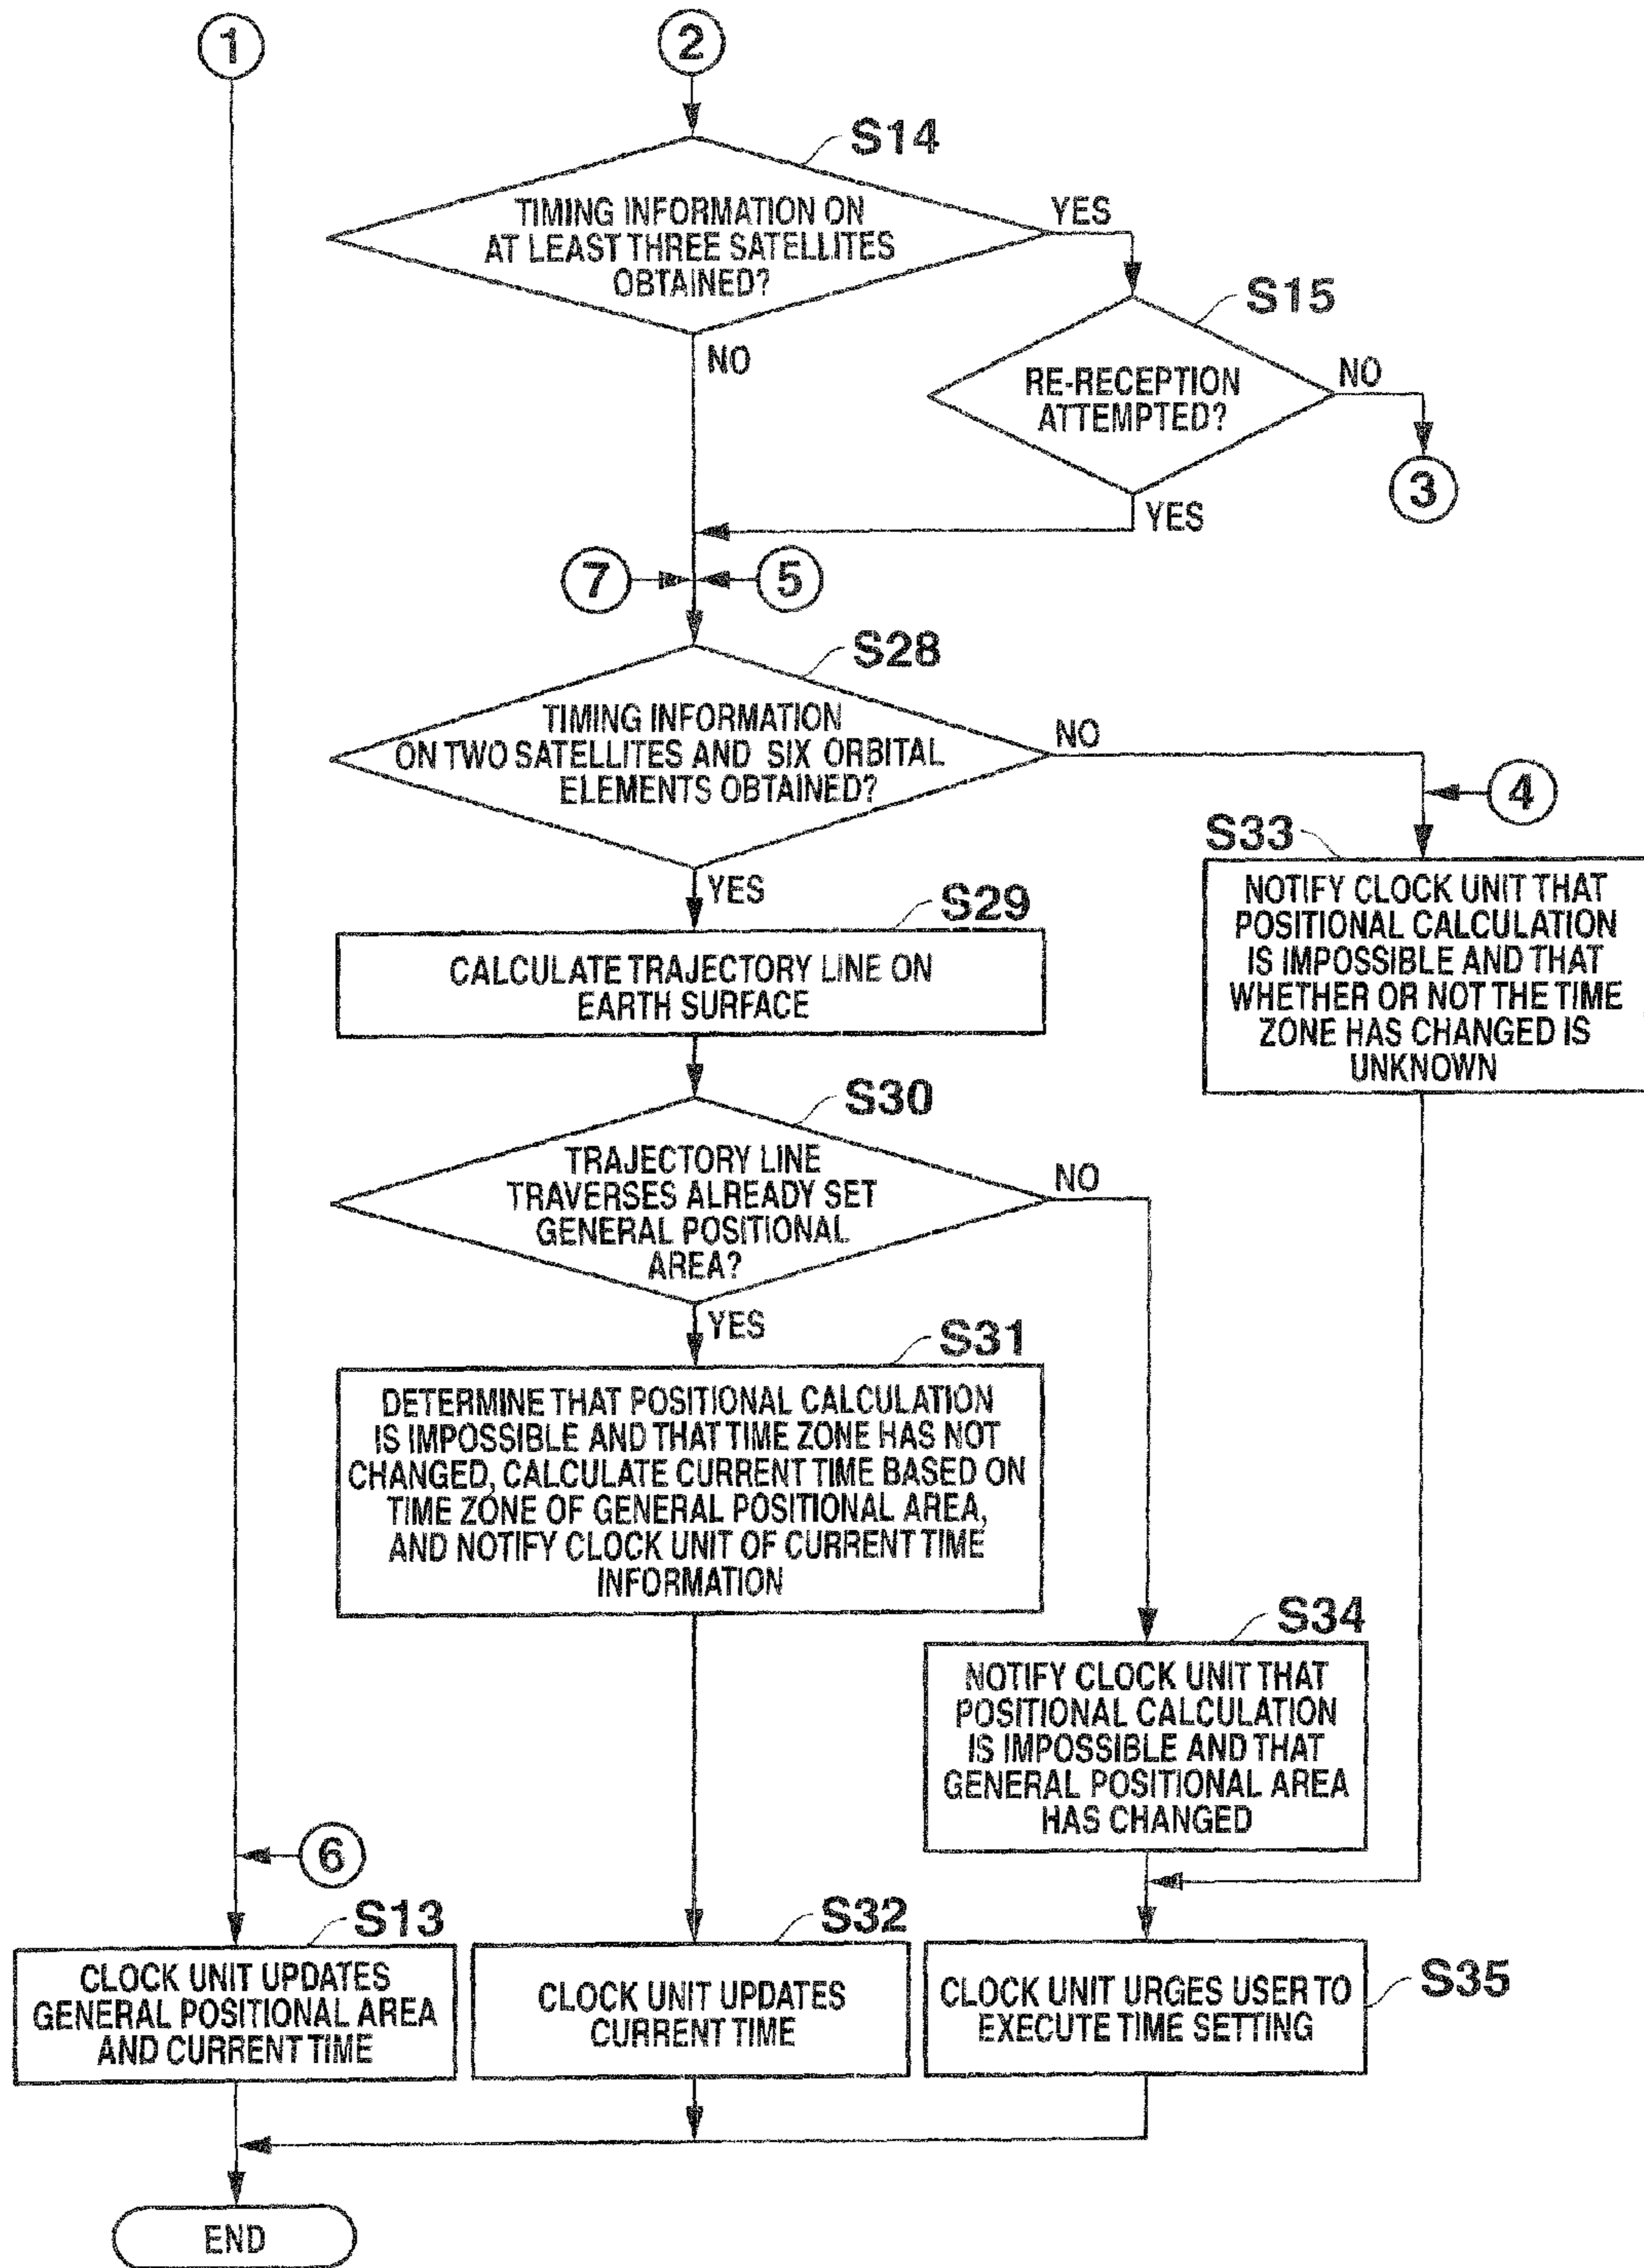 1
2
S14
TIMING INFORMATION ON
AT LEAST THREE SATELLITES
OBTAINED?
YES
NO
S15
RE-RECEPTION
ATTEMPTED?
NO
3
YES
7
5
S28
TIMING INFORMATION
ON TWO SATELLITES AND SIX ORBITAL
ELEMENTS OBTAINED?
NO
4
YES
S33
NOTIFY CLOCK UNIT THAT
POSITIONAL CALCULATION
IS IMPOSSIBLE AND THAT
WHETHER OR NOT THE TIME
ZONE HAS CHANGED IS
UNKNOWN
S29
CALCULATE TRAJECTORY LINE ON
EARTH SURFACE
S30
TRAJECTORY LINE
TRAVERSES ALREADY SET
GENERAL POSITIONAL
AREA?
NO
YES
S31
DETERMINE THAT POSITIONAL CALCULATION
IS IMPOSSIBLE AND THAT TIME ZONE HAS NOT
CHANGED, CALCULATE CURRENT TIME BASED ON
TIME ZONE OF GENERAL POSITIONAL AREA,
AND NOTIFY CLOCK UNIT OF CURRENT TIME
INFORMATION
S34
NOTIFY CLOCK UNIT THAT
POSITIONAL CALCULATION
IS IMPOSSIBLE AND THAT
GENERAL POSITIONAL AREA
HAS CHANGED
6
S13
CLOCK UNIT UPDATES
GENERAL POSITIONAL AREA
AND CURRENT TIME
S32
CLOCK UNIT UPDATES
CURRENT TIME
S35
CLOCK UNIT URGES USER TO
EXECUTE TIME SETTING
END